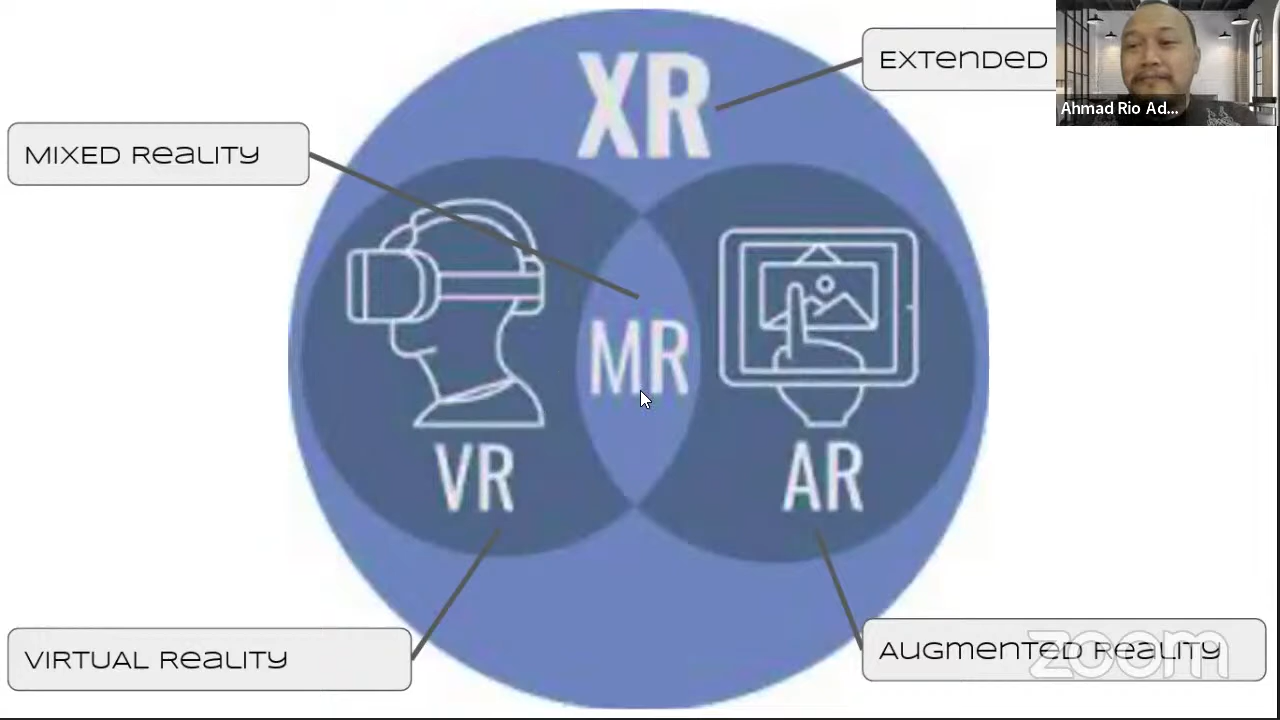 XR
EXTENDED
Ahmad Rio Ad...
MIXED REALITY
MR
VR
AR
VIRTUAL REALITY
AUGMENTED REALITY
zoom